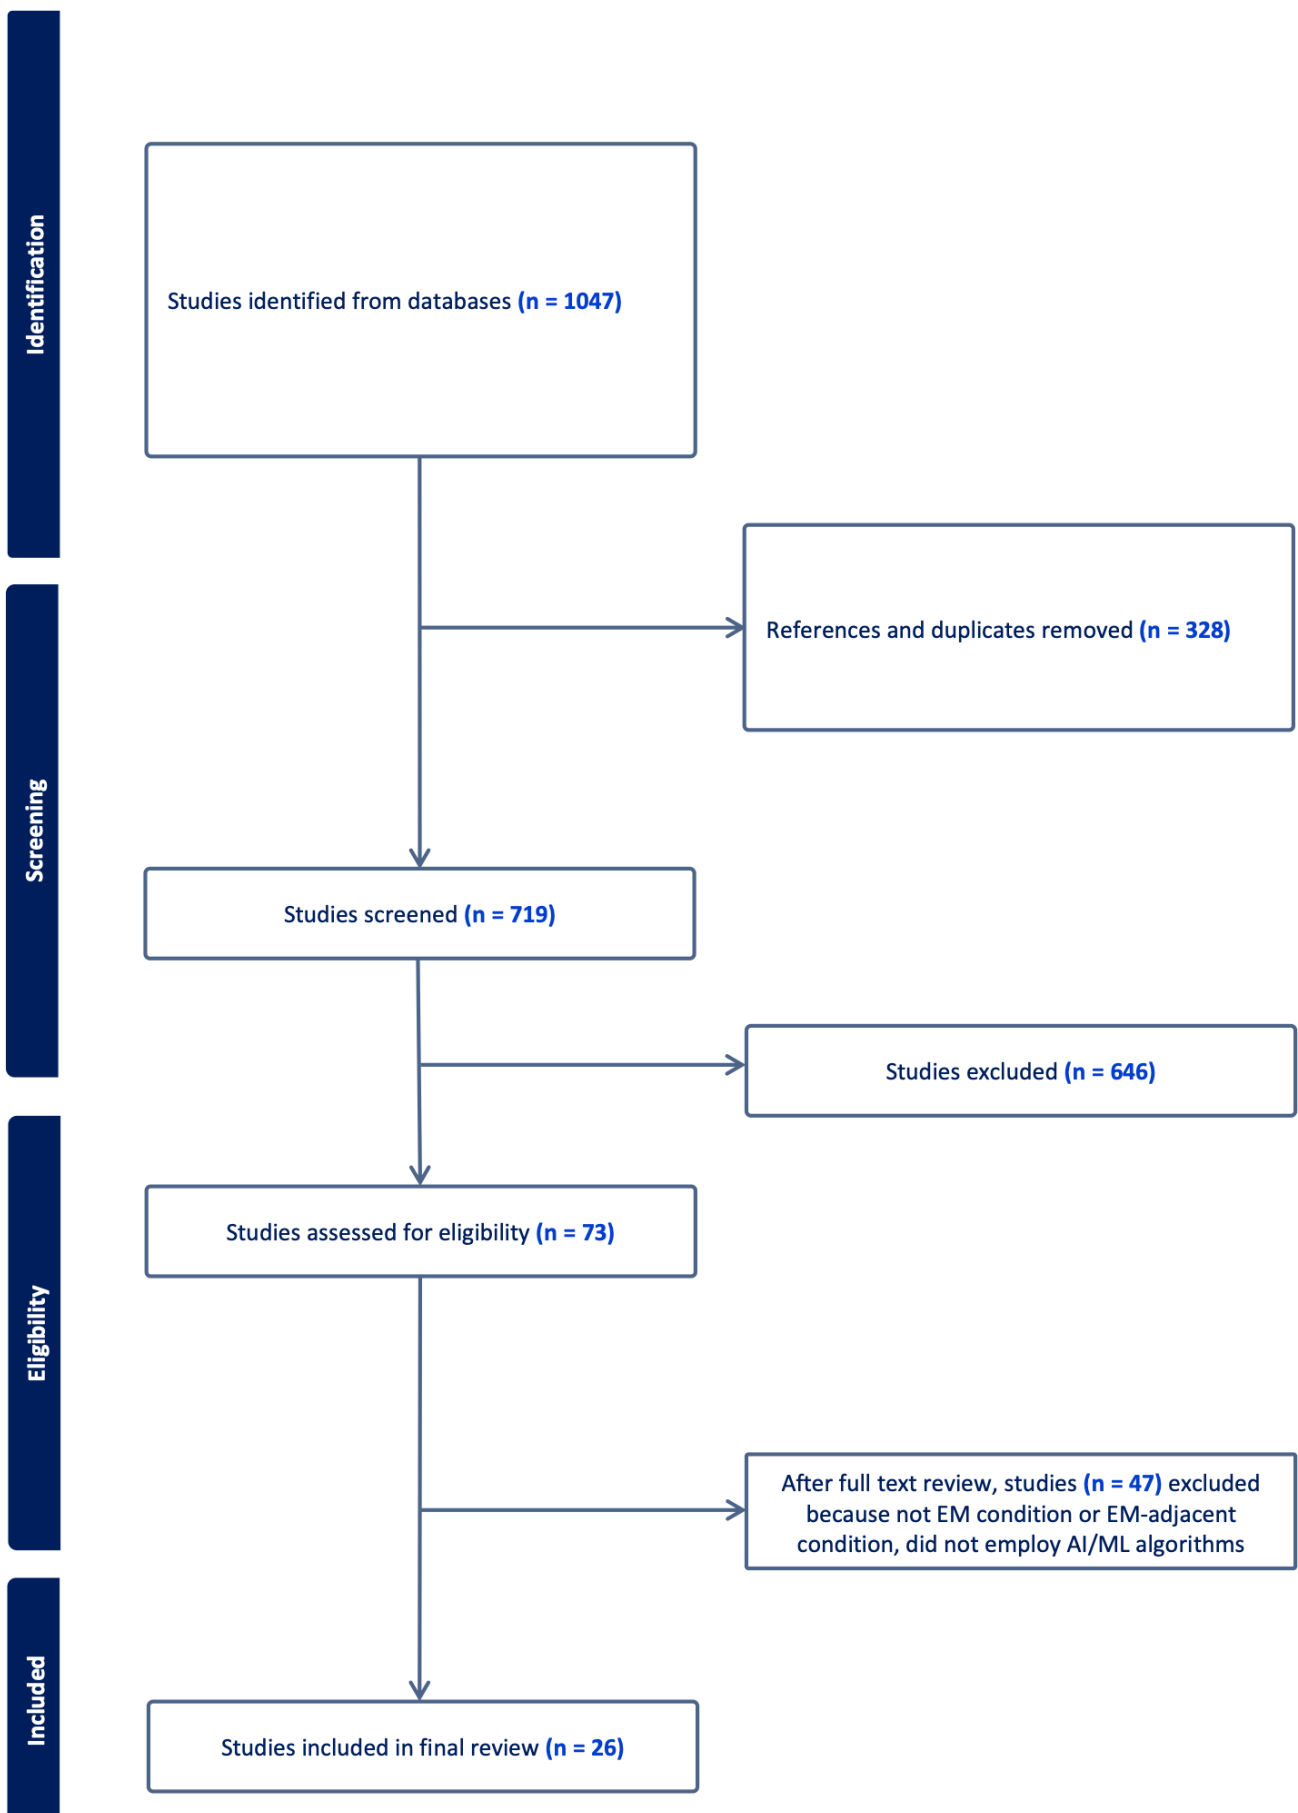 Identification
Studies identified from databases (n = 1047)
References and duplicates removed (n = 328)
Screening
Studies screened (n = 719)
Studies excluded (n = 646)
Eligibility
Studies assessed for eligibility (n = 73)
After full text review, studies (n = 47) excluded
because not EM condition or EM-adjacent
condition, did not employ AI/ML algorithms
Included
Studies included in final review (n = 26)